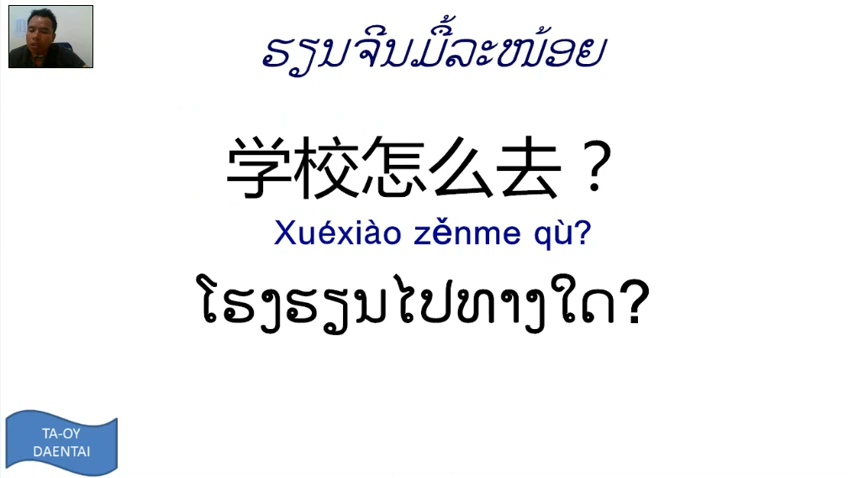 ຮຽນຈີນມື້ລະໜ້ອຍ
学校怎么去？
Xuéxiào zěnme qù?
ໂຮງຮຽນໄປທາງໃດ?
TA-OY
DAENTAI